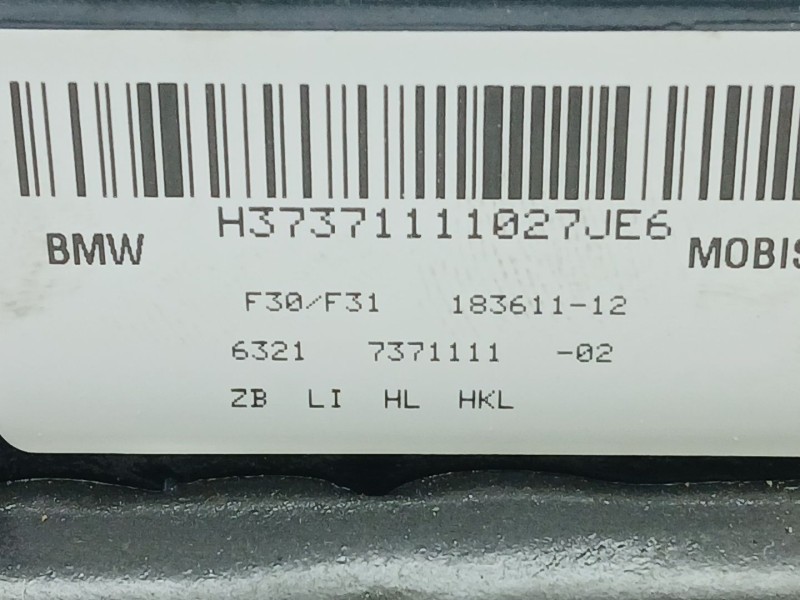 H37371111027JE6
BMW MOBIS
F30/F31 183611-12
6321 7371111 -02
ZB LI HL HKL